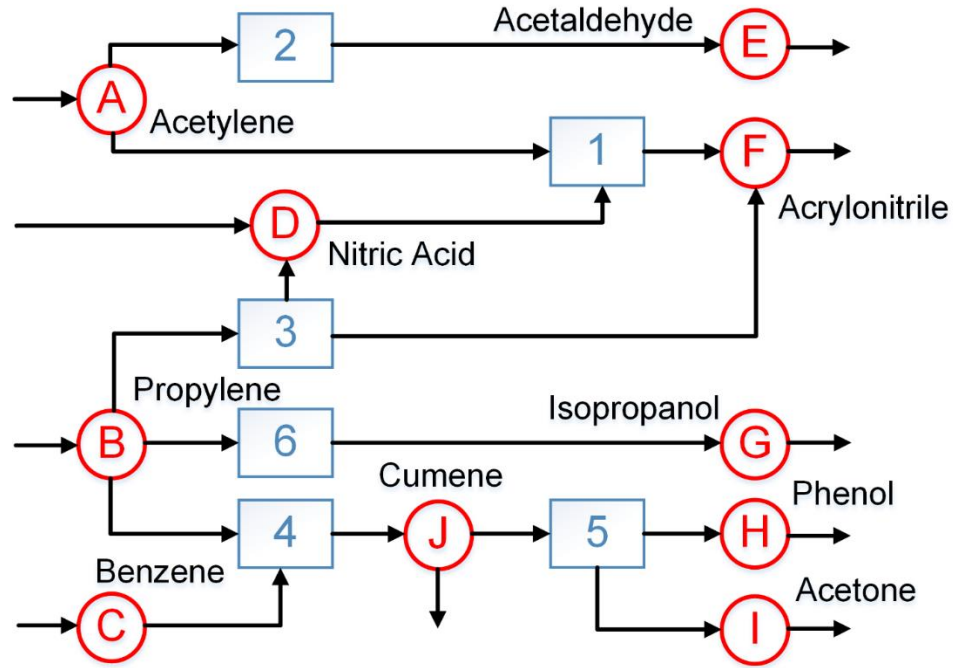 Acetaldehyde
2
E
A
Acetylene
1
F
Acrylonitrile
D
Nitric Acid
3
Propylene
Isopropanol
B
6
G
Cumene
Phenol
4
J
5
H
Benzene
Acetone
C
I